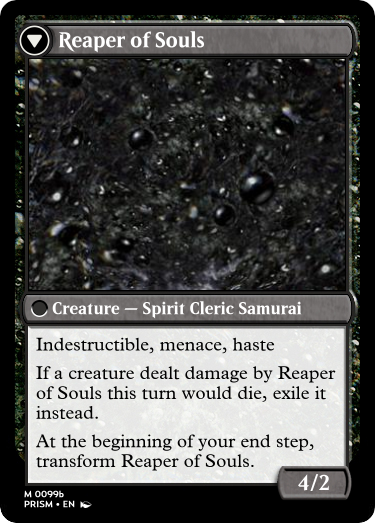 Reaper of Souls
Creature — Spirit Cleric Samurai
Indestructible, menace, haste
If a creature dealt damage by Reaper
of Souls this turn would die, exile it
instead.
At the beginning of your end step,
transform Reaper of Souls.
4/2
M 0099b
PRISM • EN